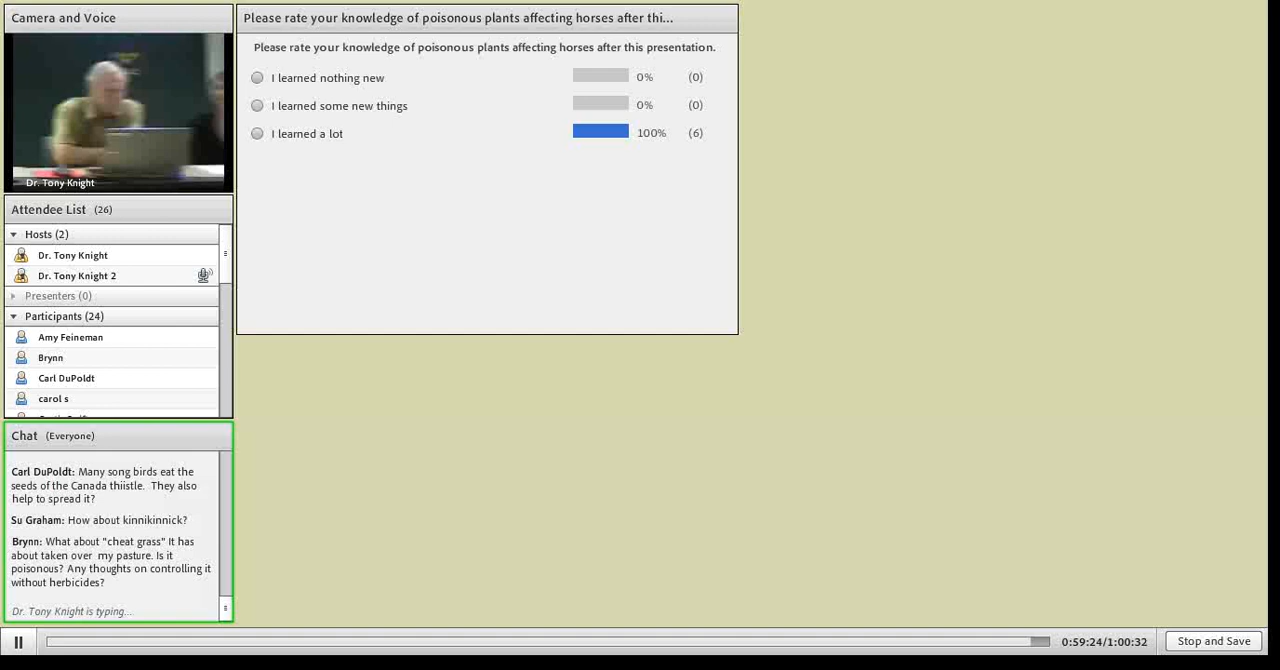 Camera and Voice
Dr. Tony Knight
Please rate your knowledge of poisonous plants affecting horses after thi...
Please rate your knowledge of poisonous plants affecting horses after this presentation.
I learned nothing new 0% (0)
I learned some new things 0% (0)
I learned a lot 100% (6)
Attendee List (26)
Hosts (2)
Dr. Tony Knight
Dr. Tony Knight 2
Presenters (0)
Participants (24)
Amy Feineman
Brynn
Carl DuPoldt
carol s
Chat (Everyone)
Carl DuPoldt: Many song birds eat the
seeds of the Canada thiistle. They also
help to spread it?
Su Graham: How about kinnikinnick?
Brynn: What about "cheat grass" It has
about taken over my pasture. Is it
poisonous? Any thoughts on controlling it
without herbicides?
Dr. Tony Knight is typing...
0:59:24/1:00:32
Stop and Save